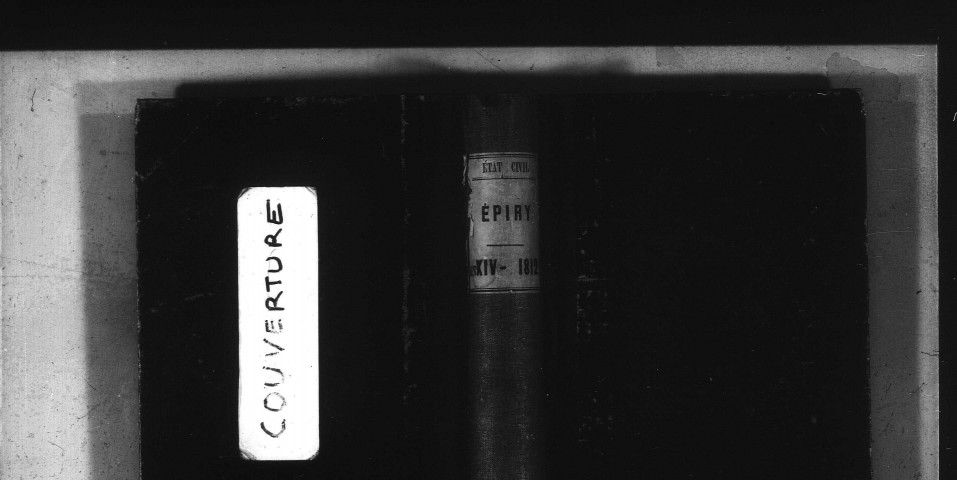 COUVERTURE
ÉTAT CIVIL
ÉPIRY
XIV - 1812